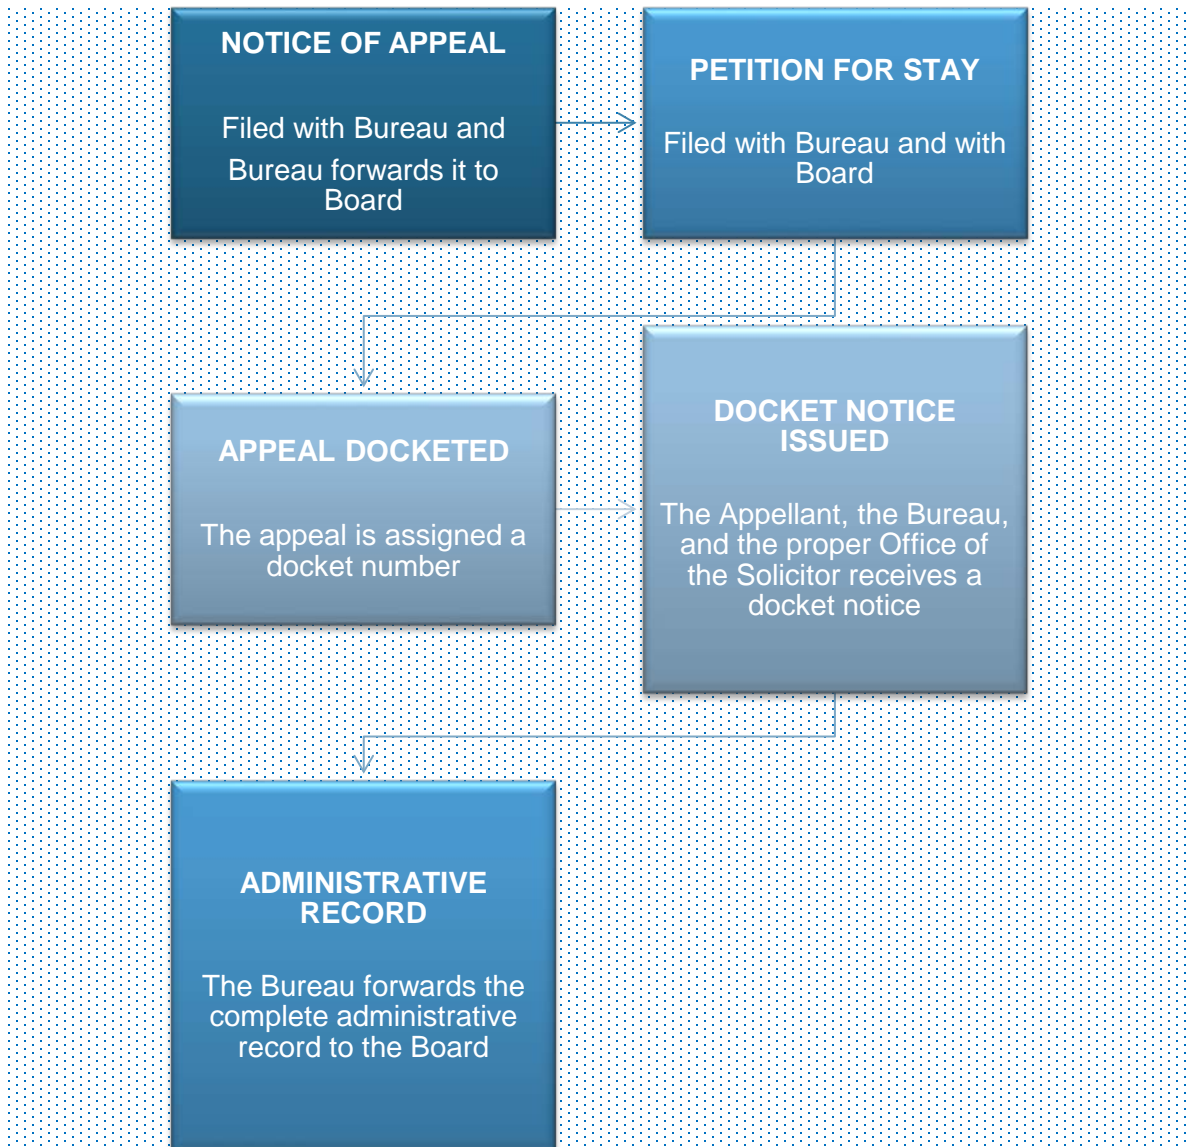 NOTICE OF APPEAL
Filed with Bureau and
Bureau forwards it to
Board
PETITION FOR STAY
Filed with Bureau and with
Board
APPEAL DOCKETED
The appeal is assigned a
docket number
DOCKET NOTICE
ISSUED
The Appellant, the Bureau,
and the proper Office of
the Solicitor receives a
docket notice
ADMINISTRATIVE
RECORD
The Bureau forwards the
complete administrative
record to the Board